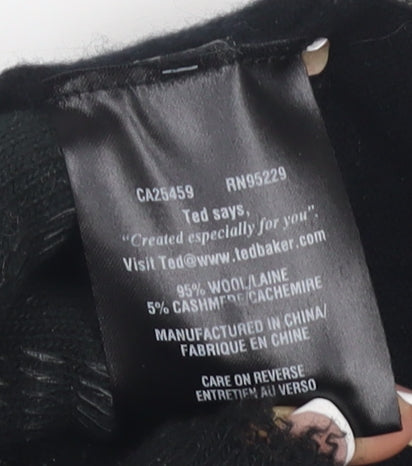 CA25459 RN95229
Ted says,
"Created especially for you".
Visit Ted@www.tedbaker.com
95% WOOL/LAINE
5% CASHMERE/CACHEMIRE
MANUFACTURED IN CHINA/
FABRIQUE EN CHINE
CARE ON REVERSE
ENTRETIEN AU VERSO